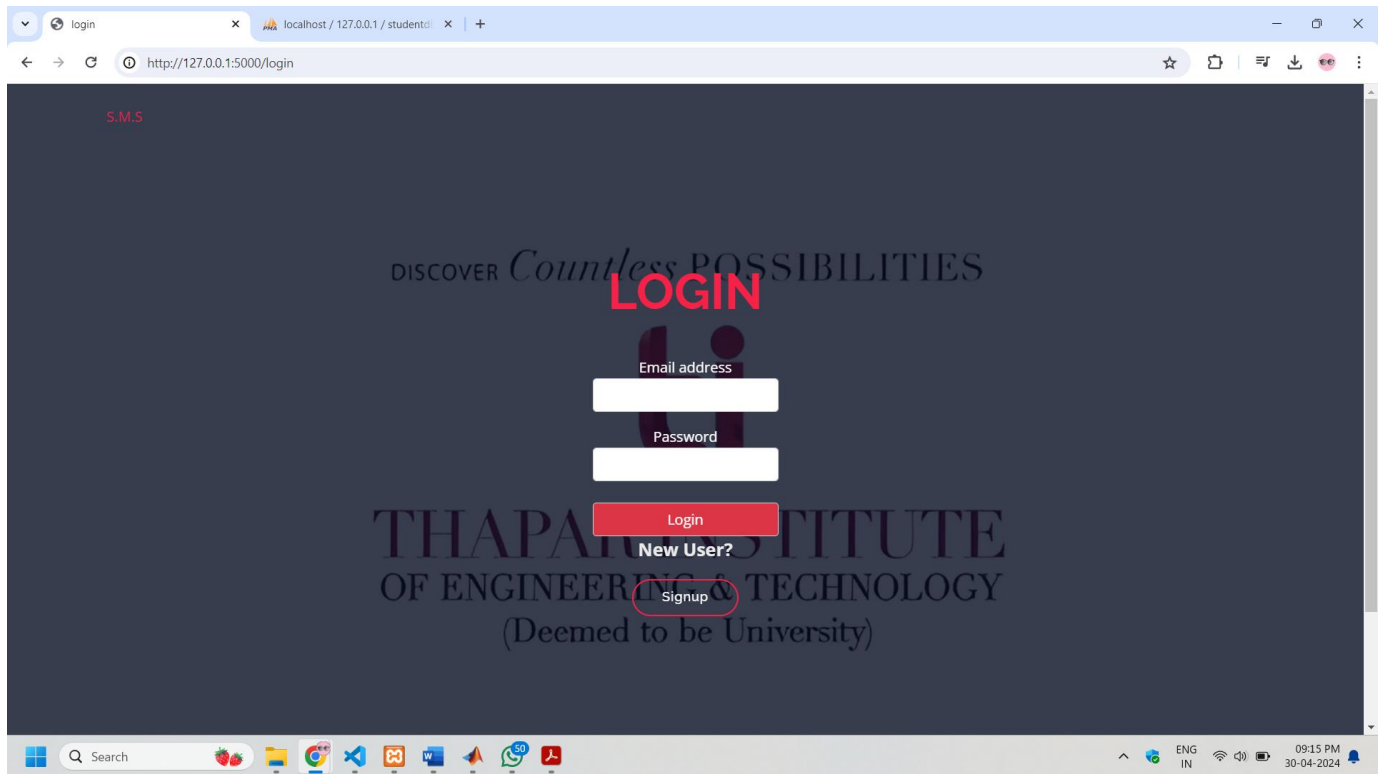 login
localhost / 127.0.0.1 / studentd
http://127.0.0.1:5000/login
S.M.S
DISCOVER Countless POSSIBILITIES
LOGIN
ti
Email address
Password
Login
THAPAR INSTITUTE
New User?
OF ENGINEERING & TECHNOLOGY
Signup
(Deemed to be University)
Search
50
ENG
IN
09:15 PM
30-04-2024